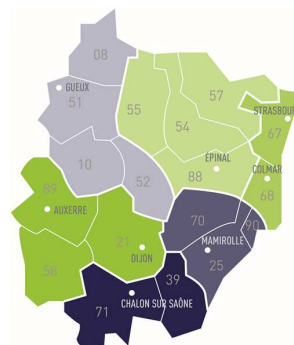 08
57
GUEUX
51
55
54
STRASBOU
67
10
ÉPINAL
COLMAR
52
88
89
68
AUXERRE
70
90
21
MAMIROLLE
DIJON
58
39
25
CHALON SUR SAÔNE
71